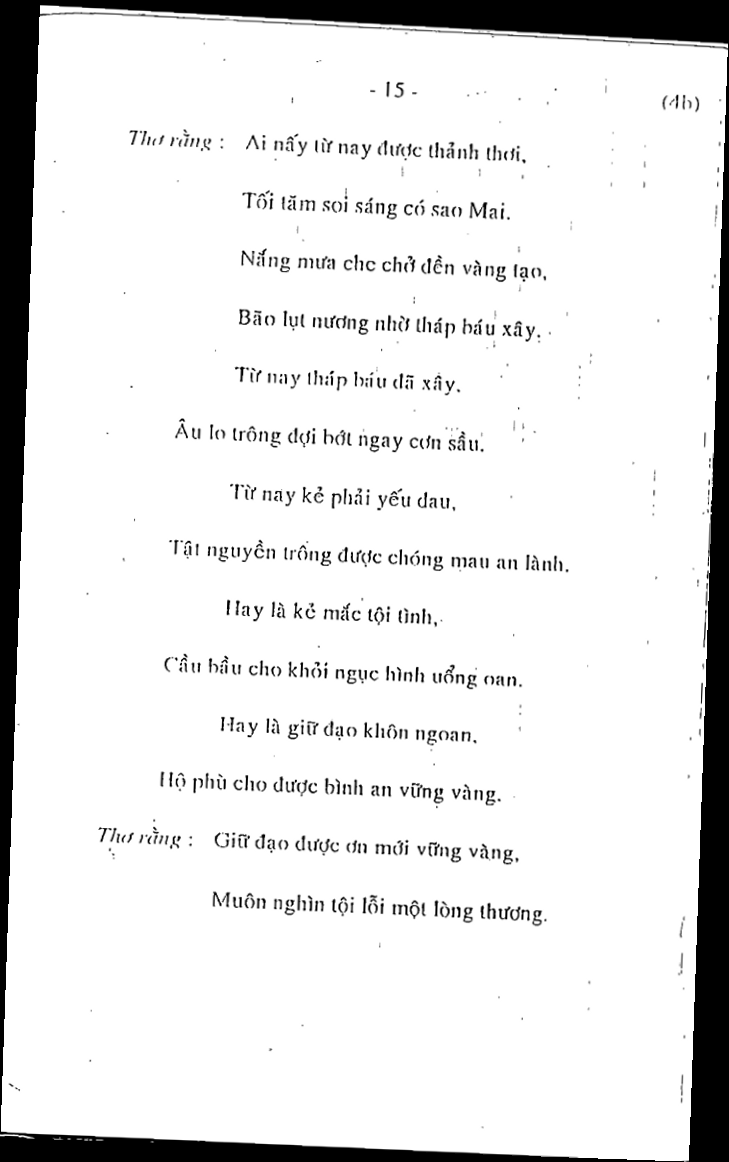 - 15 -
(4b)
Thơ rằng : Ai nấy từ nay được thảnh thơi,
Tối tăm soi sáng có sao Mai.
Nắng mưa che chở đền vàng tạo,
Bão lụt nương nhờ tháp báu xây.
Từ nay tháp báu đã xây,
Âu lo trông đợi bớt ngay cơn sầu.
Từ nay kẻ phải yếu đau,
Tật nguyền trông được chóng mau an lành.
Hay là kẻ mắc tội tình,
Cầu bầu cho khỏi ngục hình uổng oan.
Hay là giữ đạo khôn ngoan,
Hộ phù cho được bình an vững vàng.
Thơ rằng : Giữ đạo được ơn mới vững vàng,
Muôn nghìn tội lỗi một lòng thương.